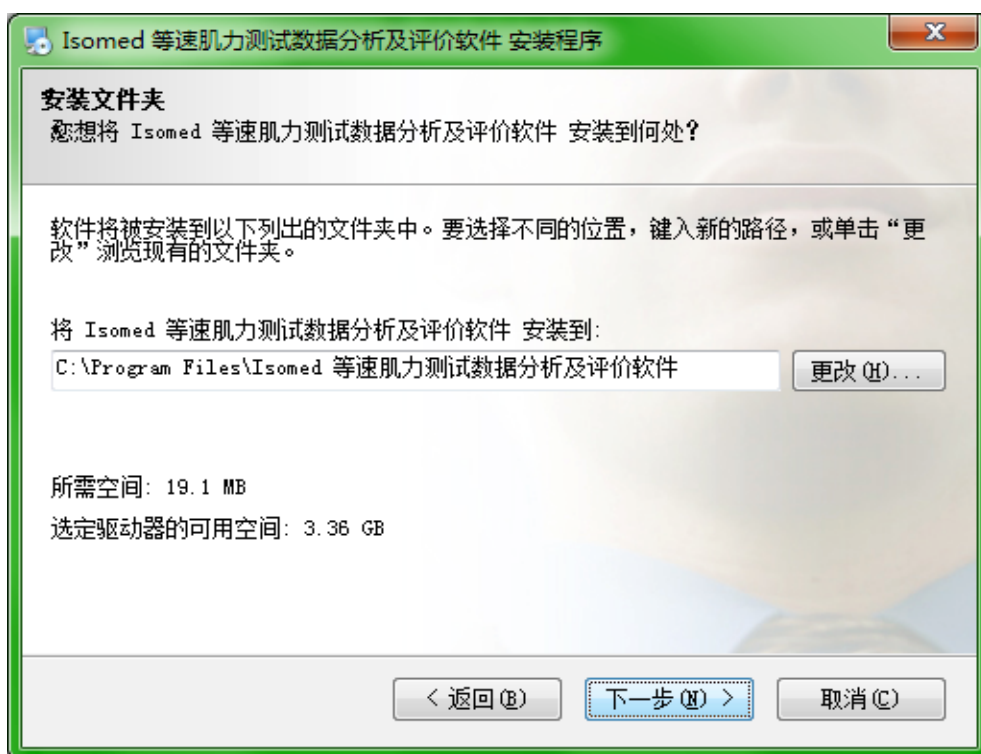 Isomed 等速肌力测试数据分析及评价软件 安装程序
安装文件夹
您想将 Isomed 等速肌力测试数据分析及评价软件 安装到何处?
软件将被安装到以下列出的文件夹中。要选择不同的位置，键入新的路径，或单击“更
改”浏览现有的文件夹。
将 Isomed 等速肌力测试数据分析及评价软件 安装到:
C:\Program Files\Isomed 等速肌力测试数据分析及评价软件
更改(H)...
所需空间: 19.1 MB
选定驱动器的可用空间: 3.36 GB
< 返回(B)
下一步(N) >
取消(C)